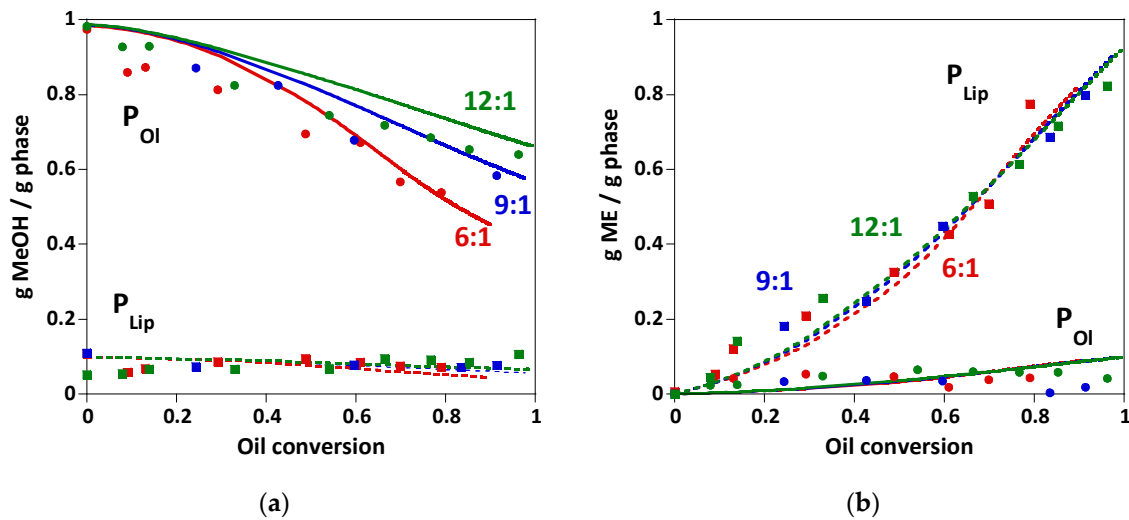 g MeOH / g phase
1
0.8
0.6
0.4
0.2
0
P Ol
12:1
9:1
6:1
P Lip
0 0.2 0.4 0.6 0.8 1
Oil conversion
(a)
g ME / g phase
1
0.8
0.6
0.4
0.2
0
P Lip
12:1
9:1
6:1
P Ol
0 0.2 0.4 0.6 0.8 1
Oil conversion
(b)